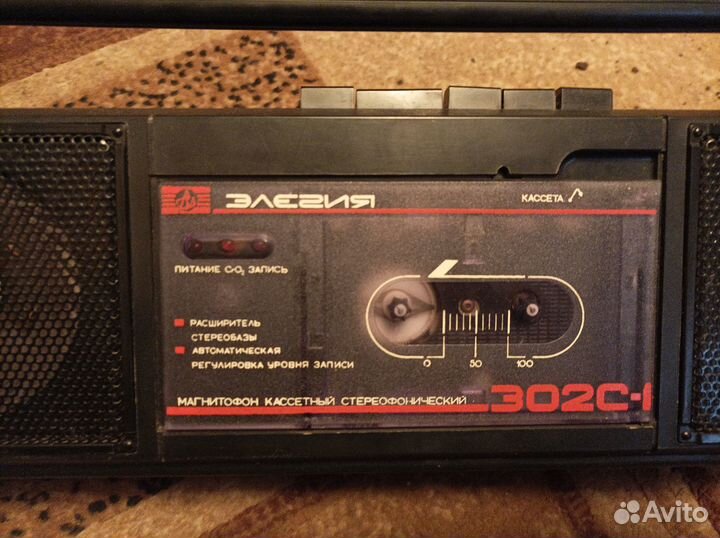 ЭЛЕГИЯ
КАССЕТА
ПИТАНИЕ CrO₂ ЗАПИСЬ
РАСШИРИТЕЛЬ
СТЕРЕОБАЗЫ
АВТОМАТИЧЕСКАЯ
РЕГУЛИРОВКА УРОВНЯ ЗАПИСИ
0 50 100
МАГНИТОФОН КАССЕТНЫЙ СТЕРЕОФОНИЧЕСКИЙ 302С-1
Avito